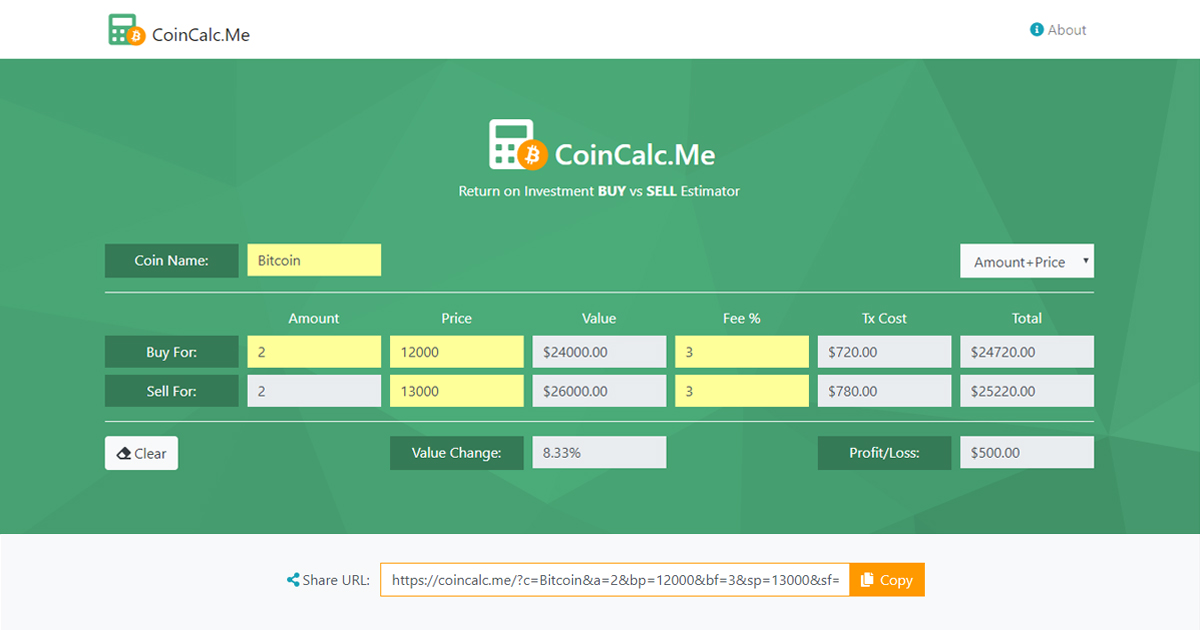 CoinCalc.Me
About
CoinCalc.Me
Return on Investment BUY vs SELL Estimator
Coin Name: Bitcoin Amount+Price
Amount Price Value Fee % Tx Cost Total
Buy For: 2 12000 $24000.00 3 $720.00 $24720.00
Sell For: 2 13000 $26000.00 3 $780.00 $25220.00
Clear Value Change: 8.33% Profit/Loss: $500.00
Share URL: https://coincalc.me/?c=Bitcoin&a=2&bp=12000&bf=3&sp=13000&sf= Copy